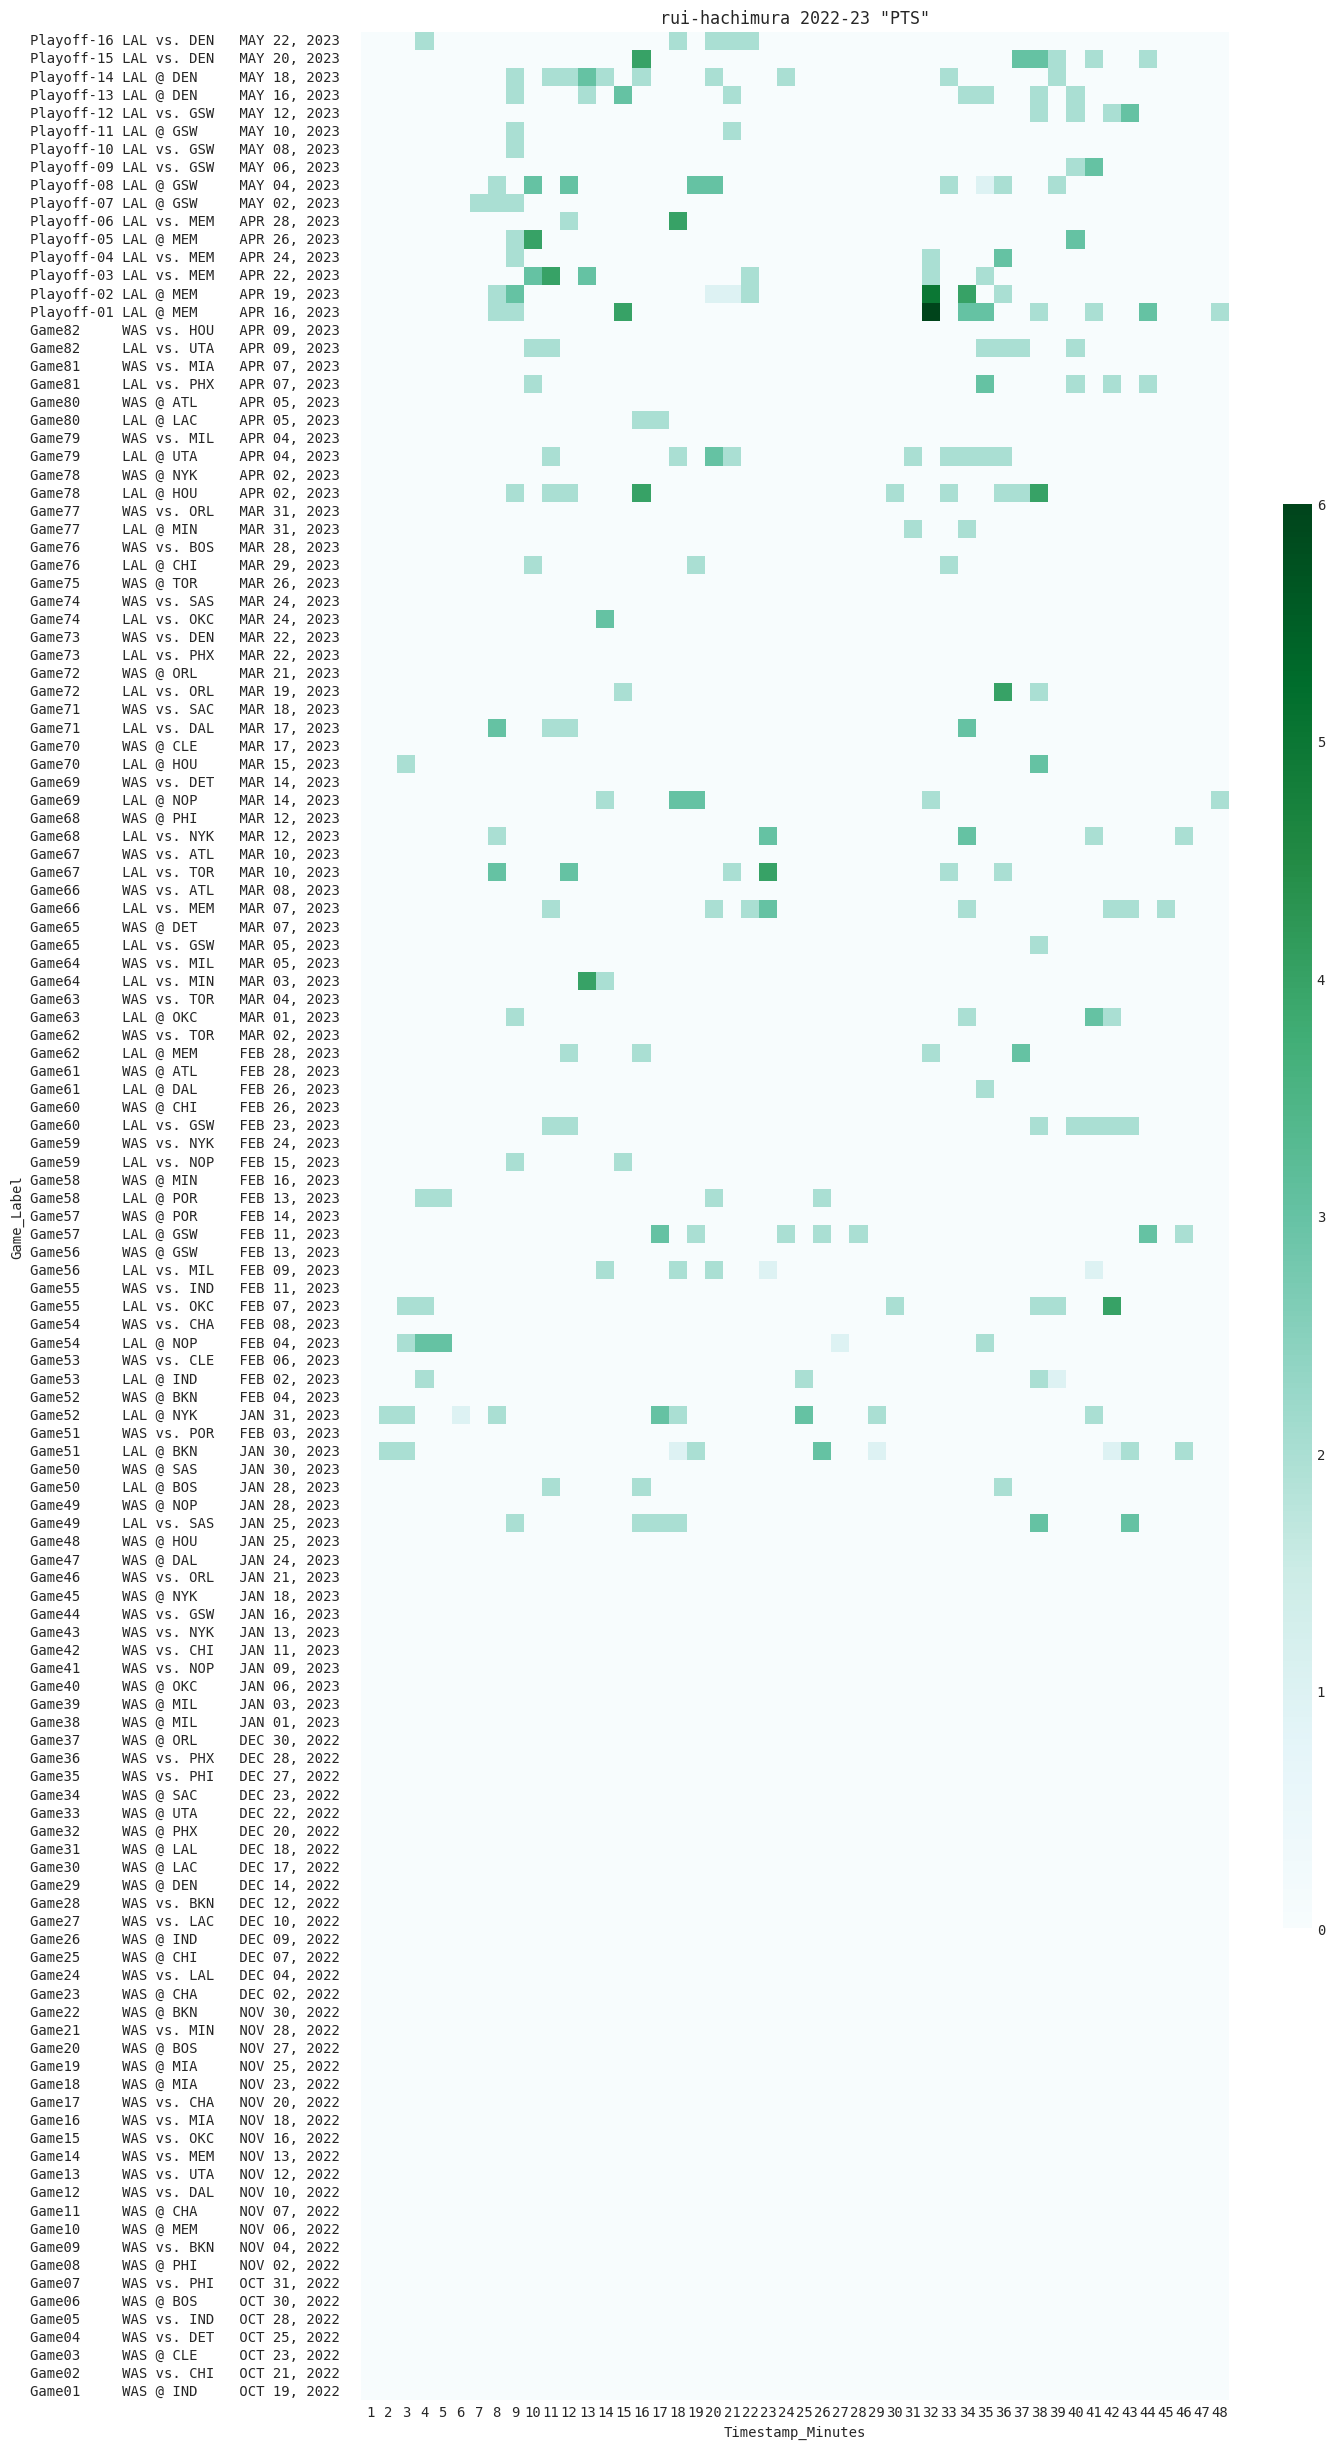 rui-hachimura 2022-23 "PTS"
Playoff-16 LAL vs. DEN MAY 22, 2023
Playoff-15 LAL vs. DEN MAY 20, 2023
Playoff-14 LAL @ DEN MAY 18, 2023
Playoff-13 LAL @ DEN MAY 16, 2023
Playoff-12 LAL vs. GSW MAY 12, 2023
Playoff-11 LAL @ GSW MAY 10, 2023
Playoff-10 LAL vs. GSW MAY 08, 2023
Playoff-09 LAL vs. GSW MAY 06, 2023
Playoff-08 LAL @ GSW MAY 04, 2023
Playoff-07 LAL @ GSW MAY 02, 2023
Playoff-06 LAL vs. MEM APR 28, 2023
Playoff-05 LAL @ MEM APR 26, 2023
Playoff-04 LAL vs. MEM APR 24, 2023
Playoff-03 LAL vs. MEM APR 22, 2023
Playoff-02 LAL @ MEM APR 19, 2023
Playoff-01 LAL @ MEM APR 16, 2023
Game82 WAS vs. HOU APR 09, 2023
Game82 LAL vs. UTA APR 09, 2023
Game81 WAS vs. MIA APR 07, 2023
Game81 LAL vs. PHX APR 07, 2023
Game80 WAS @ ATL APR 05, 2023
Game80 LAL @ LAC APR 05, 2023
Game79 WAS vs. MIL APR 04, 2023
Game79 LAL @ UTA APR 04, 2023
Game78 WAS @ NYK APR 02, 2023
Game78 LAL @ HOU APR 02, 2023
Game77 WAS vs. ORL MAR 31, 2023
Game77 LAL @ MIN MAR 31, 2023
Game76 WAS vs. BOS MAR 28, 2023
Game76 LAL @ CHI MAR 29, 2023
Game75 WAS @ TOR MAR 26, 2023
Game74 WAS vs. SAS MAR 24, 2023
Game74 LAL vs. OKC MAR 24, 2023
Game73 WAS vs. DEN MAR 22, 2023
Game73 LAL vs. PHX MAR 22, 2023
Game72 WAS @ ORL MAR 21, 2023
Game72 LAL vs. ORL MAR 19, 2023
Game71 WAS vs. SAC MAR 18, 2023
Game71 LAL vs. DAL MAR 17, 2023
Game70 WAS @ CLE MAR 17, 2023
Game70 LAL @ HOU MAR 15, 2023
Game69 WAS vs. DET MAR 14, 2023
Game69 LAL @ NOP MAR 14, 2023
Game68 WAS @ PHI MAR 12, 2023
Game68 LAL vs. NYK MAR 12, 2023
Game67 WAS vs. ATL MAR 10, 2023
Game67 LAL vs. TOR MAR 10, 2023
Game66 WAS vs. ATL MAR 08, 2023
Game66 LAL vs. MEM MAR 07, 2023
Game65 WAS @ DET MAR 07, 2023
Game65 LAL vs. GSW MAR 05, 2023
Game64 WAS vs. MIL MAR 05, 2023
Game64 LAL vs. MIN MAR 03, 2023
Game63 WAS vs. TOR MAR 04, 2023
Game63 LAL @ OKC MAR 01, 2023
Game62 WAS vs. TOR MAR 02, 2023
Game62 LAL @ MEM FEB 28, 2023
Game61 WAS @ ATL FEB 28, 2023
Game61 LAL @ DAL FEB 26, 2023
Game60 WAS @ CHI FEB 26, 2023
Game60 LAL vs. GSW FEB 23, 2023
Game59 WAS vs. NYK FEB 24, 2023
Game59 LAL vs. NOP FEB 15, 2023
Game58 WAS @ MIN FEB 16, 2023
Game58 LAL @ POR FEB 13, 2023
Game57 WAS @ POR FEB 14, 2023
Game57 LAL @ GSW FEB 11, 2023
Game56 WAS @ GSW FEB 13, 2023
Game56 LAL vs. MIL FEB 09, 2023
Game55 WAS vs. IND FEB 11, 2023
Game55 LAL vs. OKC FEB 07, 2023
Game54 WAS vs. CHA FEB 08, 2023
Game54 LAL @ NOP FEB 04, 2023
Game53 WAS vs. CLE FEB 06, 2023
Game53 LAL @ IND FEB 02, 2023
Game52 WAS @ BKN FEB 04, 2023
Game52 LAL @ NYK JAN 31, 2023
Game51 WAS vs. POR FEB 03, 2023
Game51 LAL @ BKN JAN 30, 2023
Game50 WAS @ SAS JAN 30, 2023
Game50 LAL @ BOS JAN 28, 2023
Game49 WAS @ NOP JAN 28, 2023
Game49 LAL vs. SAS JAN 25, 2023
Game48 WAS @ HOU JAN 25, 2023
Game47 WAS @ DAL JAN 24, 2023
Game46 WAS vs. ORL JAN 21, 2023
Game45 WAS @ NYK JAN 18, 2023
Game44 WAS vs. GSW JAN 16, 2023
Game43 WAS vs. NYK JAN 13, 2023
Game42 WAS vs. CHI JAN 11, 2023
Game41 WAS vs. NOP JAN 09, 2023
Game40 WAS @ OKC JAN 06, 2023
Game39 WAS @ MIL JAN 03, 2023
Game38 WAS @ MIL JAN 01, 2023
Game37 WAS @ ORL DEC 30, 2022
Game36 WAS vs. PHX DEC 28, 2022
Game35 WAS vs. PHI DEC 27, 2022
Game34 WAS @ SAC DEC 23, 2022
Game33 WAS @ UTA DEC 22, 2022
Game32 WAS @ PHX DEC 20, 2022
Game31 WAS @ LAL DEC 18, 2022
Game30 WAS @ LAC DEC 17, 2022
Game29 WAS @ DEN DEC 14, 2022
Game28 WAS vs. BKN DEC 12, 2022
Game27 WAS vs. LAC DEC 10, 2022
Game26 WAS @ IND DEC 09, 2022
Game25 WAS @ CHI DEC 07, 2022
Game24 WAS vs. LAL DEC 04, 2022
Game23 WAS @ CHA DEC 02, 2022
Game22 WAS @ BKN NOV 30, 2022
Game21 WAS vs. MIN NOV 28, 2022
Game20 WAS @ BOS NOV 27, 2022
Game19 WAS @ MIA NOV 25, 2022
Game18 WAS @ MIA NOV 23, 2022
Game17 WAS vs. CHA NOV 20, 2022
Game16 WAS vs. MIA NOV 18, 2022
Game15 WAS vs. OKC NOV 16, 2022
Game14 WAS vs. MEM NOV 13, 2022
Game13 WAS vs. UTA NOV 12, 2022
Game12 WAS vs. DAL NOV 10, 2022
Game11 WAS @ CHA NOV 07, 2022
Game10 WAS @ MEM NOV 06, 2022
Game09 WAS vs. BKN NOV 04, 2022
Game08 WAS @ PHI NOV 02, 2022
Game07 WAS vs. PHI OCT 31, 2022
Game06 WAS @ BOS OCT 30, 2022
Game05 WAS vs. IND OCT 28, 2022
Game04 WAS vs. DET OCT 25, 2022
Game03 WAS @ CLE OCT 23, 2022
Game02 WAS vs. CHI OCT 21, 2022
Game01 WAS @ IND OCT 19, 2022
Game_Label
1 2 3 4 5 6 7 8 9 10 11 12 13 14 15 16 17 18 19 20 21 22 23 24 25 26 27 28 29 30 31 32 33 34 35 36 37 38 39 40 41 42 43 44 45 46 47 48
Timestamp_Minutes
6
5
4
3
2
1
0